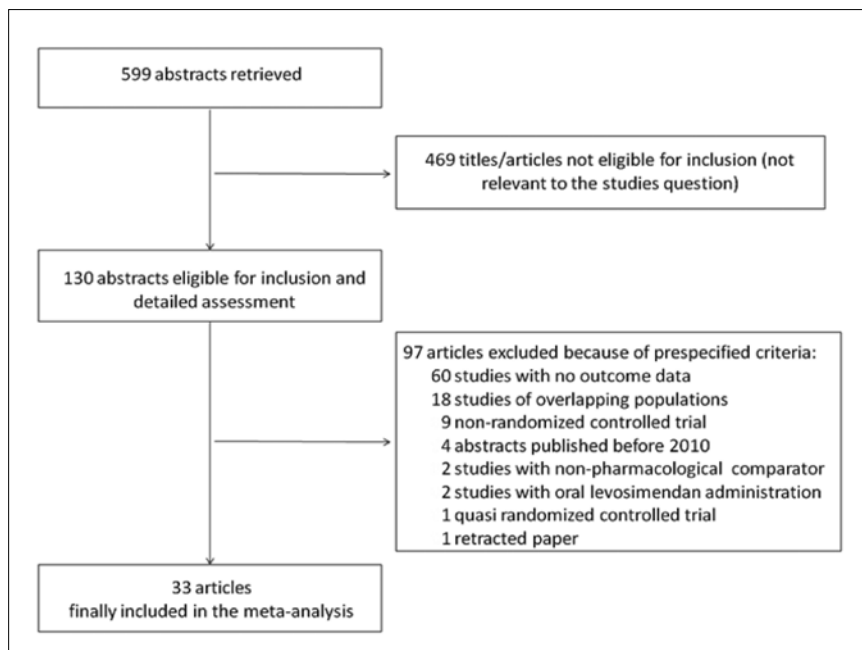 599 abstracts retrieved
469 titles/articles not eligible for inclusion (not
relevant to the studies question)
130 abstracts eligible for inclusion and
detailed assessment
97 articles excluded because of prespecified criteria:
60 studies with no outcome data
18 studies of overlapping populations
9 non-randomized controlled trial
4 abstracts published before 2010
2 studies with non-pharmacological comparator
2 studies with oral levosimendan administration
1 quasi randomized controlled trial
1 retracted paper
33 articles
finally included in the meta-analysis